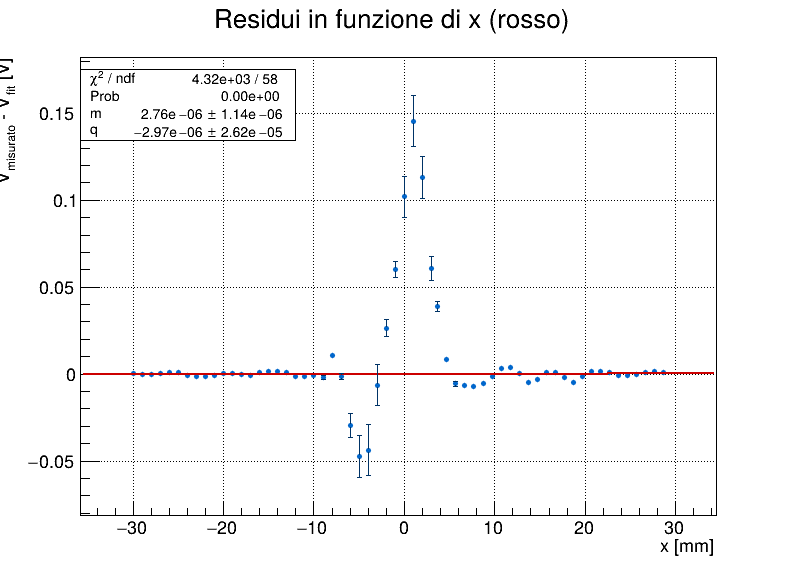 Residui in funzione di x (rosso)
V_misurato - V_fit [V]
χ² / ndf 4.32e+03 / 58
Prob 0.00e+00
m 2.76e−06 ± 1.14e−06
q −2.97e−06 ± 2.62e−05
0.15
0.1
0.05
0
−0.05
−30 −20 −10 0 10 20 30
x [mm]